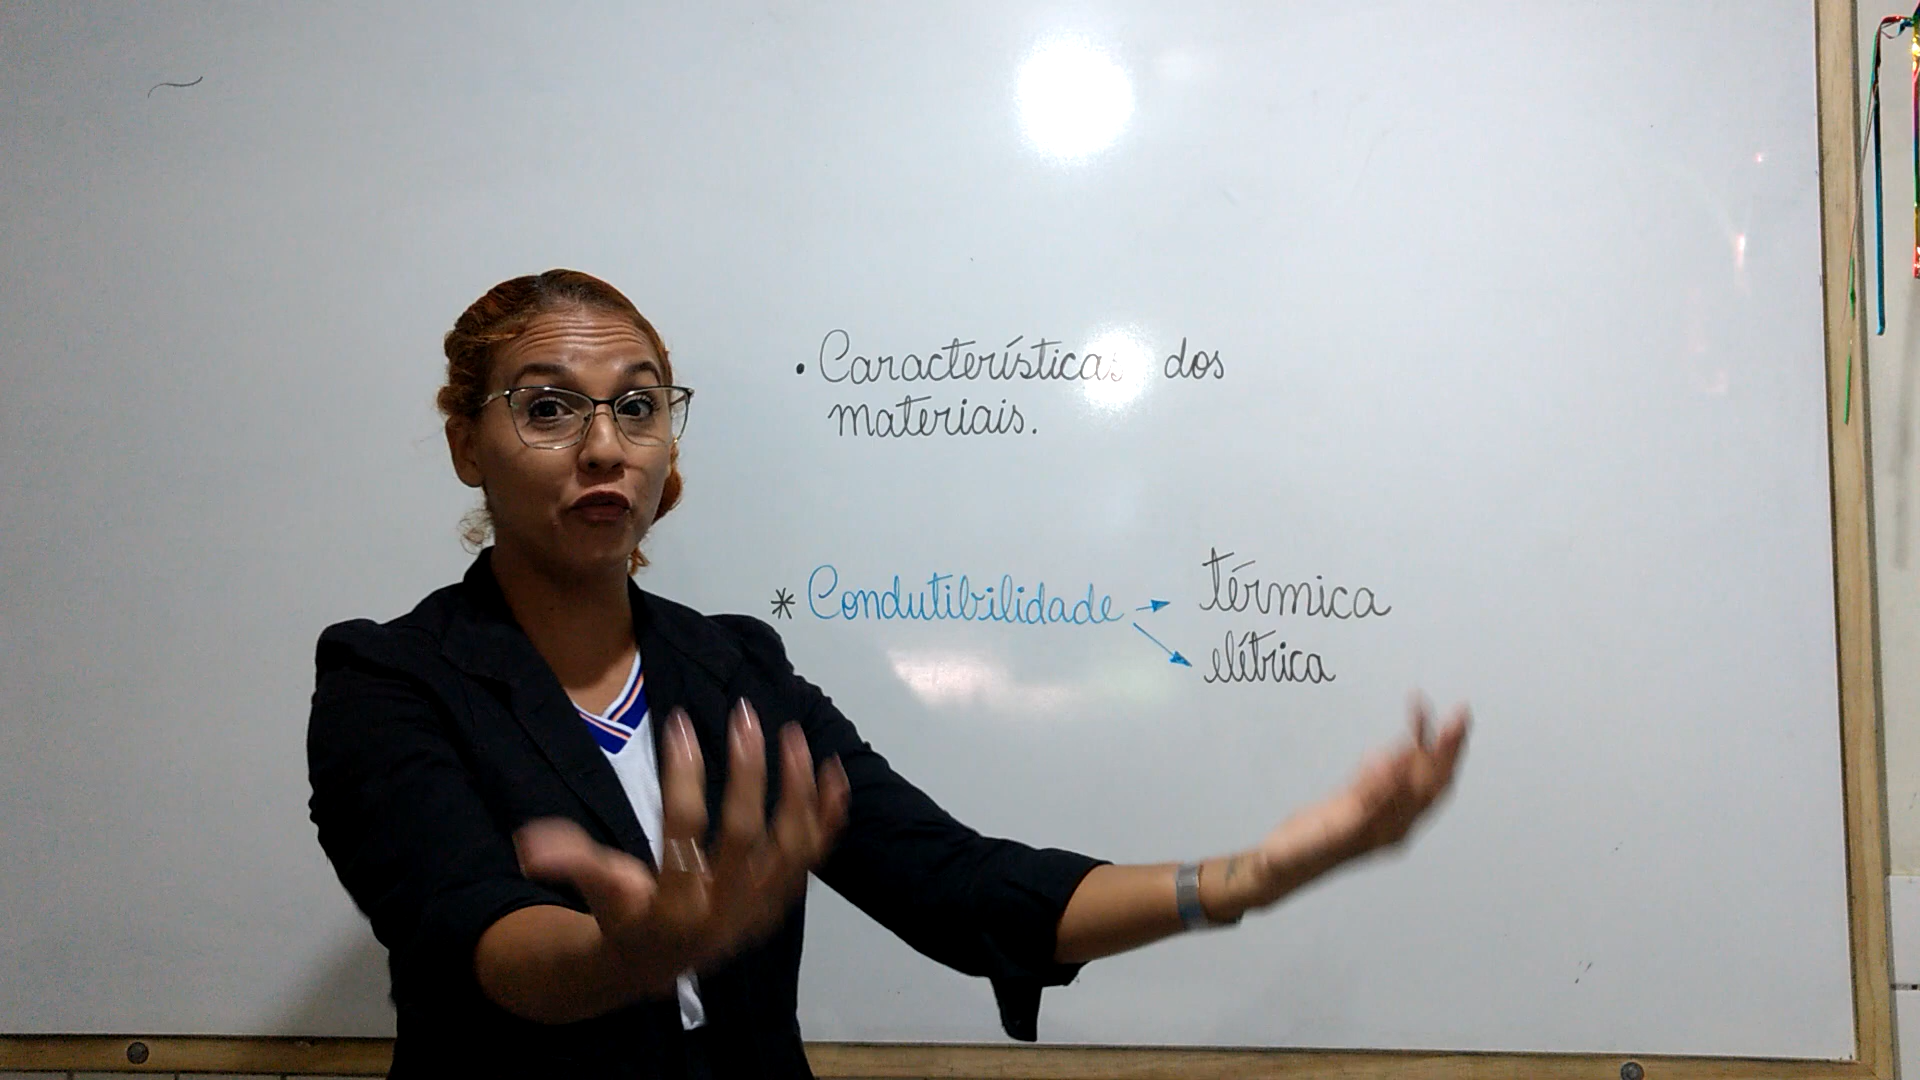 • Características dos
materiais.
* Condutibilidade → térmica
→ elétrica